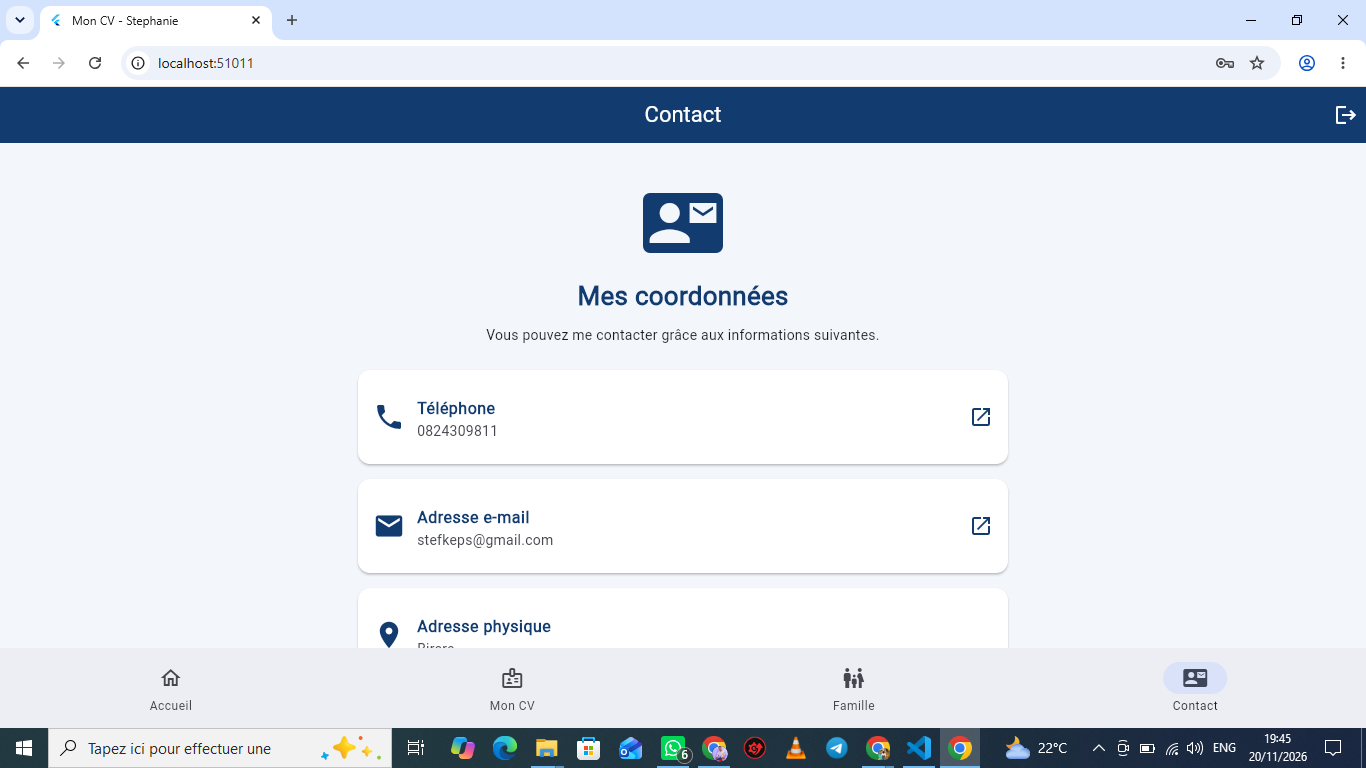 Mon CV - Stephanie
localhost:51011
Contact
Mes coordonnées
Vous pouvez me contacter grâce aux informations suivantes.
Téléphone
0824309811
Adresse e-mail
stefkeps@gmail.com
Adresse physique
Accueil
Mon CV
Famille
Contact
Tapez ici pour effectuer une
6
22°C
ENG
19:45
20/11/2026